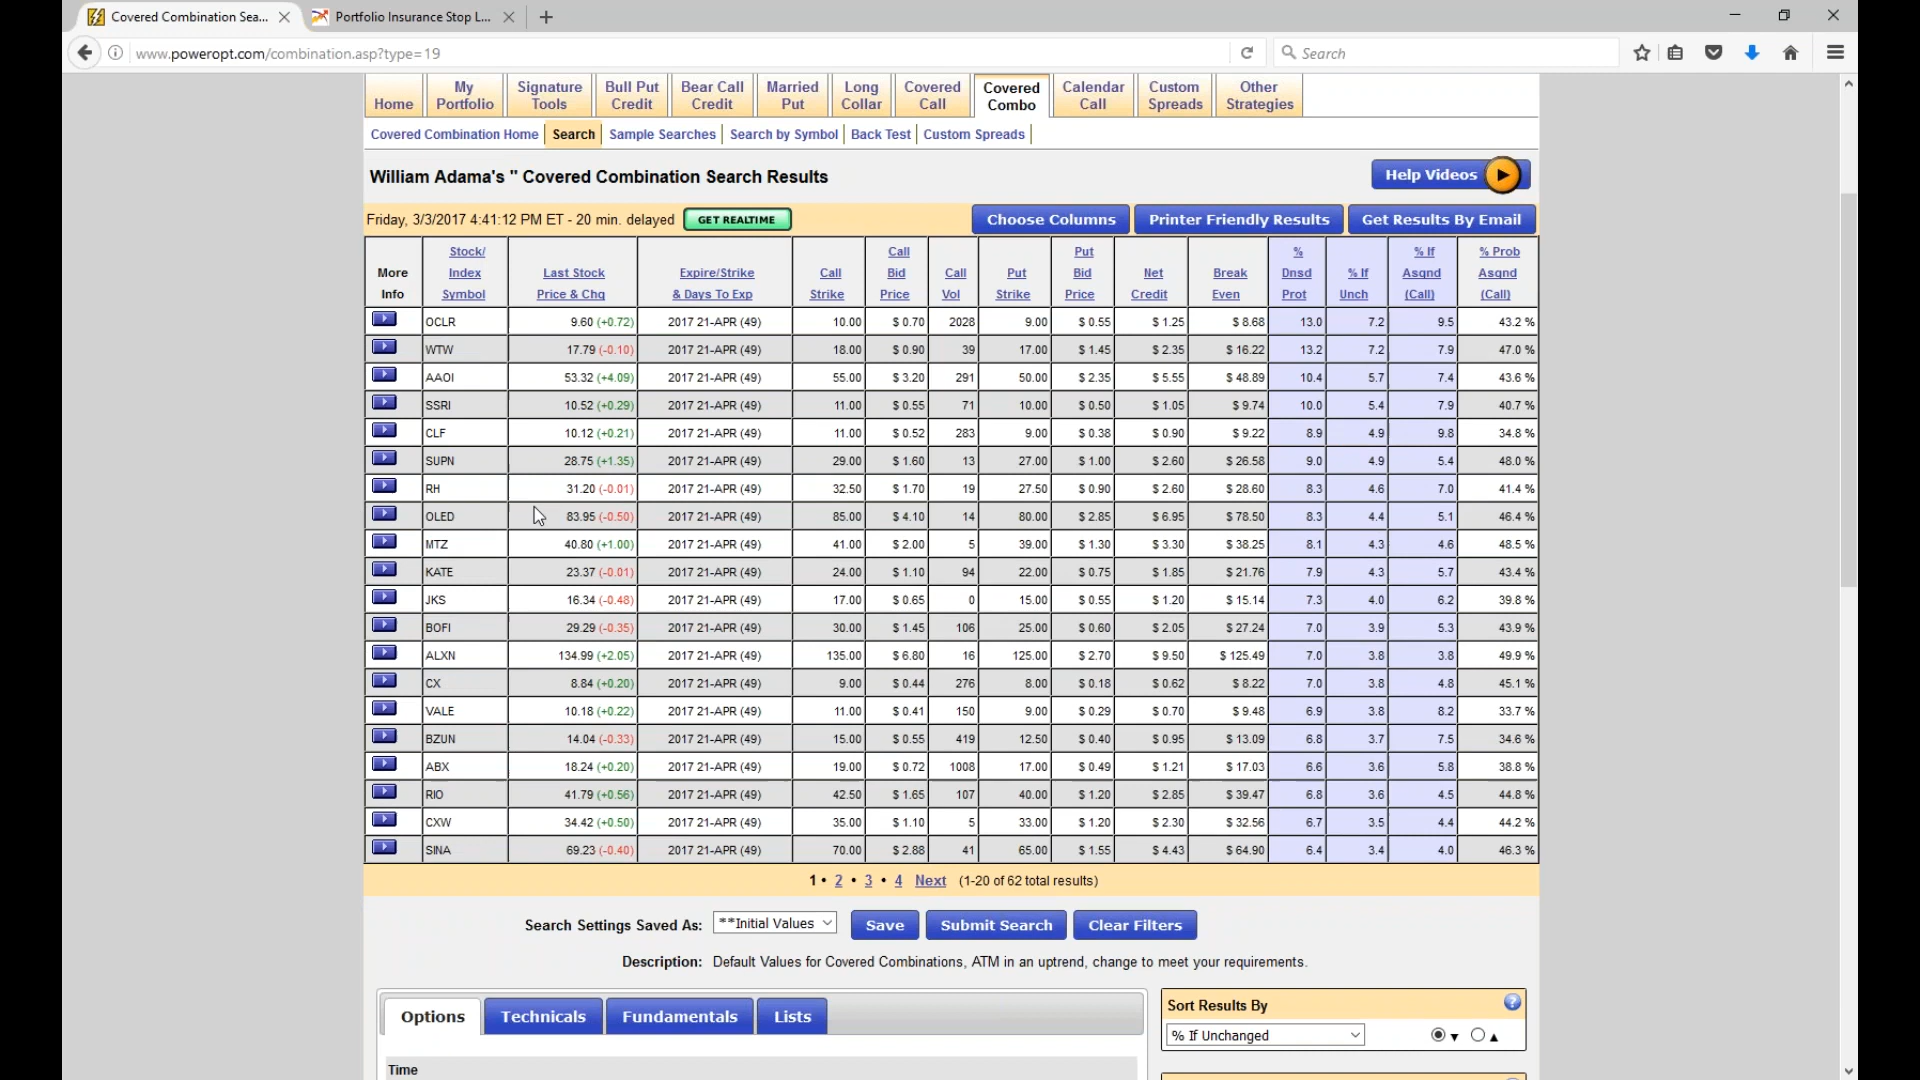 Covered Combination Sea...
Portfolio Insurance Stop L...
www.poweropt.com/combination.asp?type=19
Search
Home
My Portfolio
Signature Tools
Bull Put Credit
Bear Call Credit
Married Put
Long Collar
Covered Call
Covered Combo
Calendar Call
Custom Spreads
Other Strategies
Covered Combination Home Search Sample Searches Search by Symbol Back Test Custom Spreads
William Adama's " Covered Combination Search Results
Help Videos
Friday, 3/3/2017 4:41:12 PM ET - 20 min. delayed GET REALTIME Choose Columns Printer Friendly Results Get Results By Email
More Info
Stock/ Index Symbol
Last Stock Price & Chg
Expire/Strike & Days To Exp
Call Strike
Call Bid Price
Call Vol
Put Strike
Put Bid Price
Net Credit
Break Even
% Dnsd Prot
% If Unch
% If Asgnd (Call)
% Prob Asgnd (Call)
OCLR 9.60 (+0.72) 2017 21-APR (49) 10.00 $ 0.70 2028 9.00 $ 0.55 $ 1.25 $ 8.68 13.0 7.2 9.5 43.2 %
WTW 17.79 (-0.10) 2017 21-APR (49) 18.00 $ 0.90 39 17.00 $ 1.45 $ 2.35 $ 16.22 13.2 7.2 7.9 47.0 %
AAOI 53.32 (+4.09) 2017 21-APR (49) 55.00 $ 3.20 291 50.00 $ 2.35 $ 5.55 $ 48.89 10.4 5.7 7.4 43.6 %
SSRI 10.52 (+0.29) 2017 21-APR (49) 11.00 $ 0.55 71 10.00 $ 0.50 $ 1.05 $ 9.74 10.0 5.4 7.9 40.7 %
CLF 10.12 (+0.21) 2017 21-APR (49) 11.00 $ 0.52 283 9.00 $ 0.38 $ 0.90 $ 9.22 8.9 4.9 9.8 34.8 %
SUPN 28.75 (+1.35) 2017 21-APR (49) 29.00 $ 1.60 13 27.00 $ 1.00 $ 2.60 $ 26.58 9.0 4.9 5.4 48.0 %
RH 31.20 (-0.01) 2017 21-APR (49) 32.50 $ 1.70 19 27.50 $ 0.90 $ 2.60 $ 28.60 8.3 4.6 7.0 41.4 %
OLED 83.95 (-0.50) 2017 21-APR (49) 85.00 $ 4.10 14 80.00 $ 2.85 $ 6.95 $ 78.50 8.3 4.4 5.1 46.4 %
MTZ 40.80 (+1.00) 2017 21-APR (49) 41.00 $ 2.00 5 39.00 $ 1.30 $ 3.30 $ 38.25 8.1 4.3 4.6 48.5 %
KATE 23.37 (-0.01) 2017 21-APR (49) 24.00 $ 1.10 94 22.00 $ 0.75 $ 1.85 $ 21.76 7.9 4.3 5.7 43.4 %
JKS 16.34 (-0.48) 2017 21-APR (49) 17.00 $ 0.65 0 15.00 $ 0.55 $ 1.20 $ 15.14 7.3 4.0 6.2 39.8 %
BOFI 29.29 (-0.35) 2017 21-APR (49) 30.00 $ 1.45 106 25.00 $ 0.60 $ 2.05 $ 27.24 7.0 3.9 5.3 43.9 %
ALXN 134.99 (+2.05) 2017 21-APR (49) 135.00 $ 6.80 16 125.00 $ 2.70 $ 9.50 $ 125.49 7.0 3.8 3.8 49.9 %
CX 8.84 (+0.20) 2017 21-APR (49) 9.00 $ 0.44 276 8.00 $ 0.18 $ 0.62 $ 8.22 7.0 3.8 4.8 45.1 %
VALE 10.18 (+0.22) 2017 21-APR (49) 11.00 $ 0.41 150 9.00 $ 0.29 $ 0.70 $ 9.48 6.9 3.8 8.2 33.7 %
BZUN 14.04 (-0.33) 2017 21-APR (49) 15.00 $ 0.55 419 12.50 $ 0.40 $ 0.95 $ 13.09 6.8 3.7 7.5 34.6 %
ABX 18.24 (+0.20) 2017 21-APR (49) 19.00 $ 0.72 1008 17.00 $ 0.49 $ 1.21 $ 17.03 6.6 3.6 5.8 38.8 %
RIO 41.79 (+0.56) 2017 21-APR (49) 42.50 $ 1.65 107 40.00 $ 1.20 $ 2.85 $ 39.47 6.8 3.6 4.5 44.8 %
CXW 34.42 (+0.50) 2017 21-APR (49) 35.00 $ 1.10 5 33.00 $ 1.20 $ 2.30 $ 32.56 6.7 3.5 4.4 44.2 %
SINA 69.23 (-0.40) 2017 21-APR (49) 70.00 $ 2.88 41 65.00 $ 1.55 $ 4.43 $ 64.90 6.4 3.4 4.0 46.3 %
1 • 2 • 3 • 4 Next (1-20 of 62 total results)
Search Settings Saved As: **Initial Values Save Submit Search Clear Filters
Description: Default Values for Covered Combinations, ATM in an uptrend, change to meet your requirements.
Options Technicals Fundamentals Lists
Sort Results By ?
% If Unchanged
Time